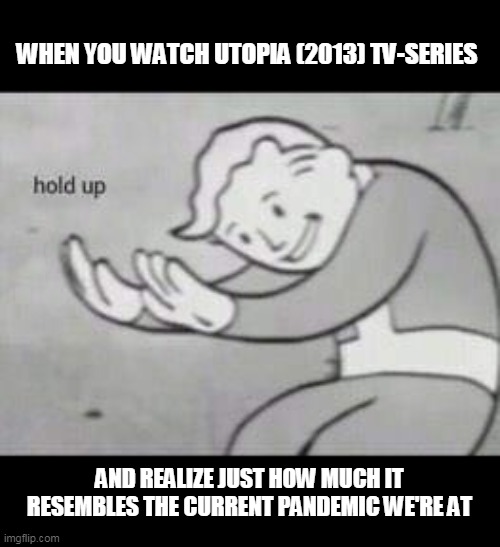 WHEN YOU WATCH UTOPIA (2013) TV-SERIES
hold up
AND REALIZE JUST HOW MUCH IT
RESEMBLES THE CURRENT PANDEMIC WE'RE AT
imgflip.com